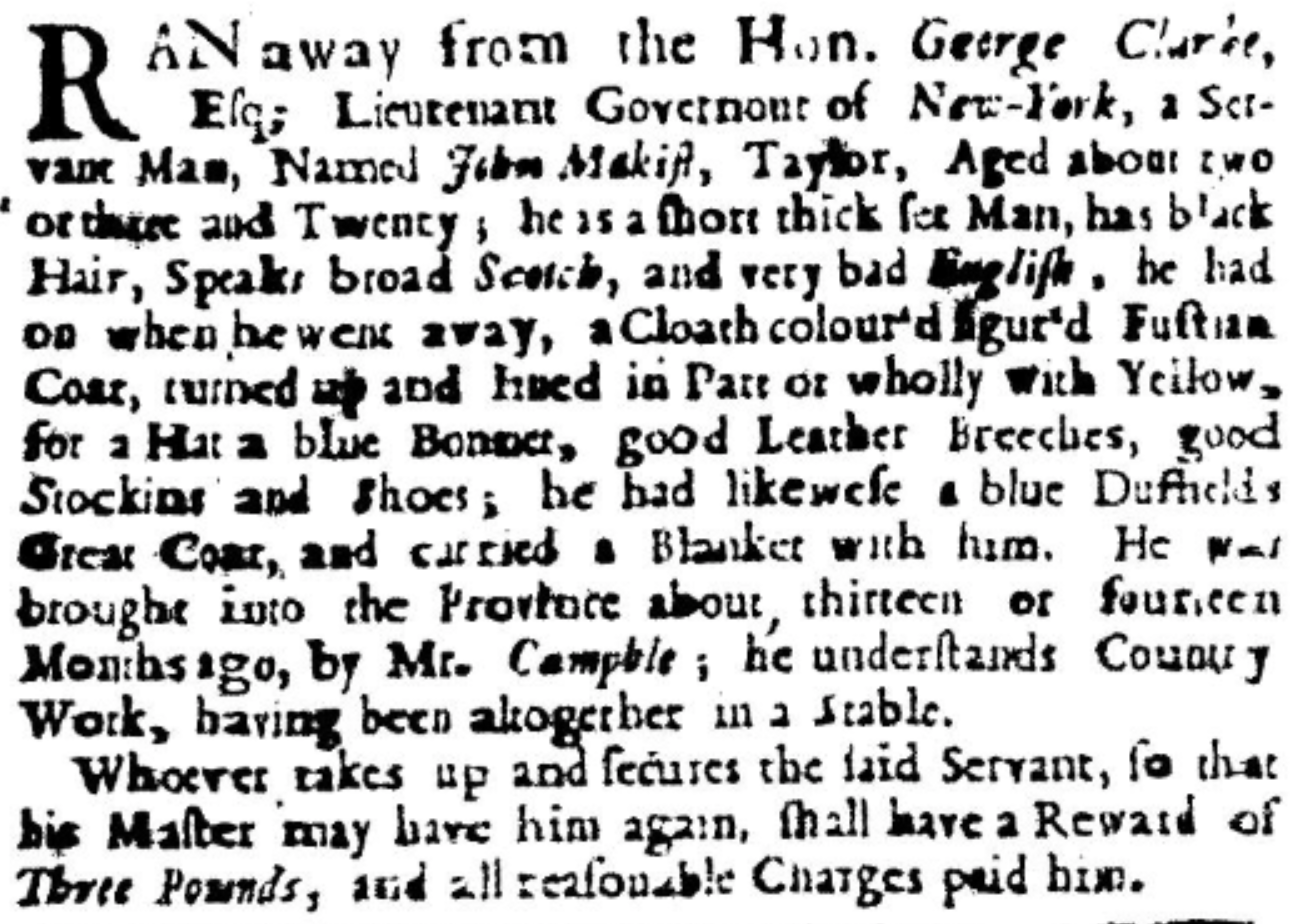 RAN away from the Hon. George Clarke,
Eſq; Lieutenant Governour of New-York, a Ser-
vant Man, Named John Makiſt, Taylor, Aged about two
or three and Twenty; he is a ſhort thick ſet Man, has black
Hair, Speaks broad Scotch, and very bad Engliſh, he had
on when he went away, a Cloath colour'd figur'd Fuſtian
Coat, turned up and lined in Part or wholly with Yellow,
for a Hat a blue Bonnet, good Leather Breeches, good
Stockins and Shoes; he had likeweſe a blue Duffields
Great Coat, and carried a Blanket with him. He was
brought into the Province about, thirteen or fourteen
Months ago, by Mr. Campble; he underſtands Country
Work, having been altogether in a Stable.
Whoever takes up and ſecures the ſaid Servant, ſo that
his Maſter may have him again, ſhall have a Reward of
Three Pounds, and all reaſonable Charges paid him.